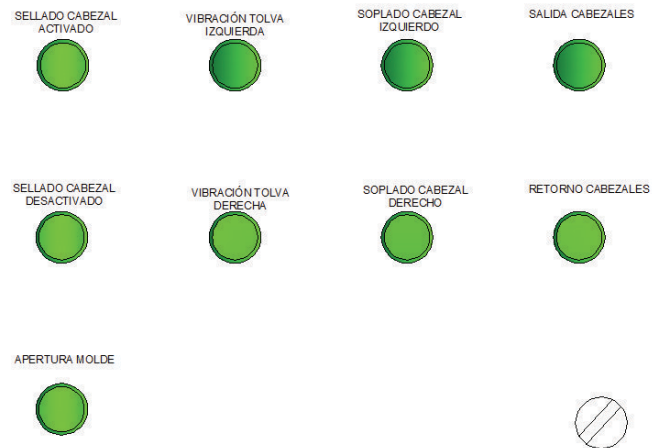 SELLADO CABEZAL
ACTIVADO
VIBRACIÓN TOLVA
IZQUIERDA
SOPLADO CABEZAL
IZQUIERDO
SALIDA CABEZALES
SELLADO CABEZAL
DESACTIVADO
VIBRACIÓN TOLVA
DERECHA
SOPLADO CABEZAL
DERECHO
RETORNO CABEZALES
APERTURA MOLDE